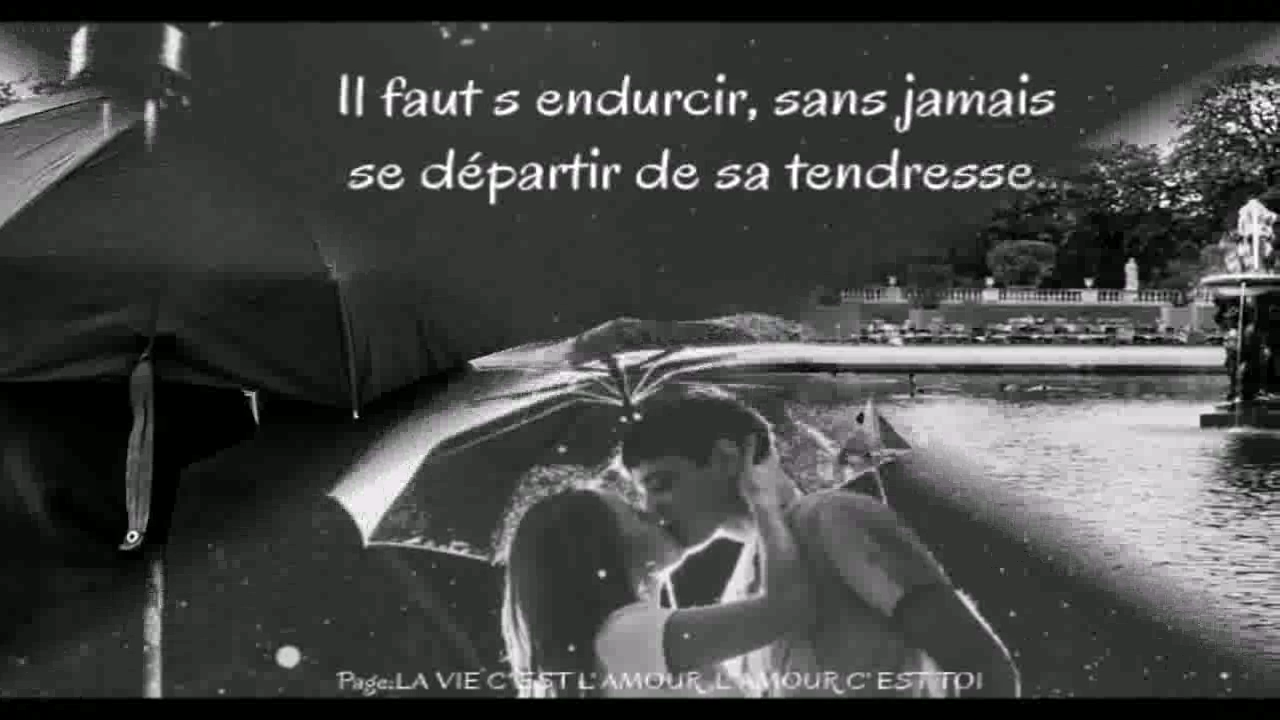 Il faut s endurcir, sans jamais
se départir de sa tendresse..
Page:LA VIE C'EST L'AMOUR ,L'AMOUR C'EST TOI